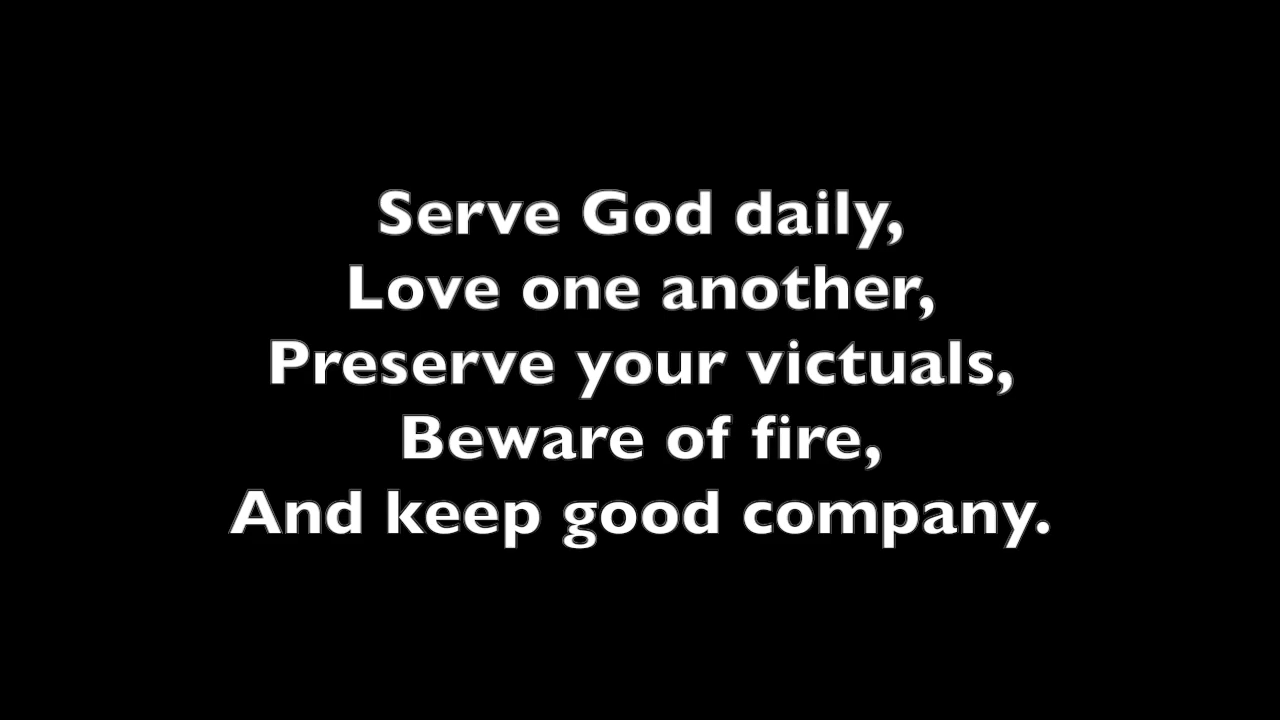 Serve God daily,
Love one another,
Preserve your victuals,
Beware of fire,
And keep good company.